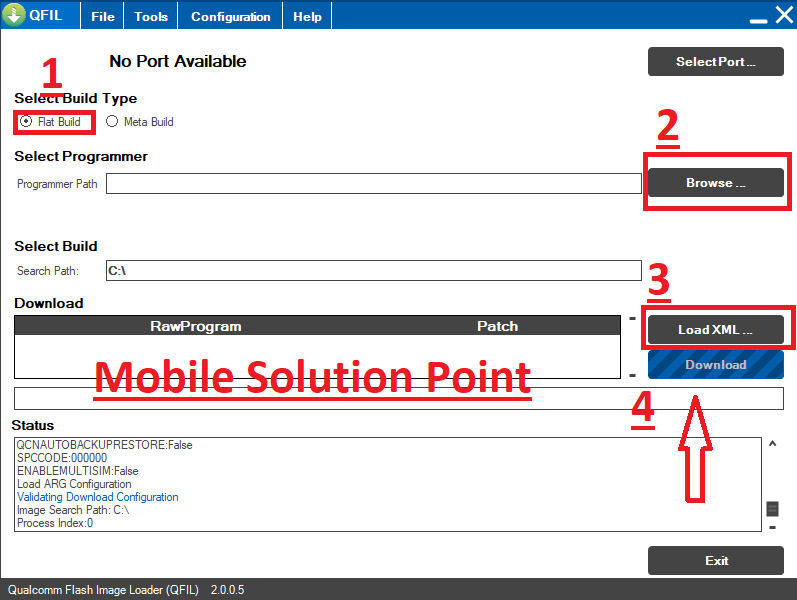 QFIL File Tools Configuration Help
No Port Available
Select Port ...
1
Select Build Type
Flat Build Meta Build
2
Select Programmer
Programmer Path
Browse ...
Select Build
Search Path: C:\
3
Download
RawProgram Patch
Load XML ...
Download
Mobile Solution Point
4
Status
QCNAUTOBACKUPRESTORE:False
SPCCODE:000000
ENABLEMULTISIM:False
Load ARG Configuration
Validating Download Configuration
Image Search Path: C:\
Process Index:0
Exit
Qualcomm Flash Image Loader (QFIL) 2.0.0.5